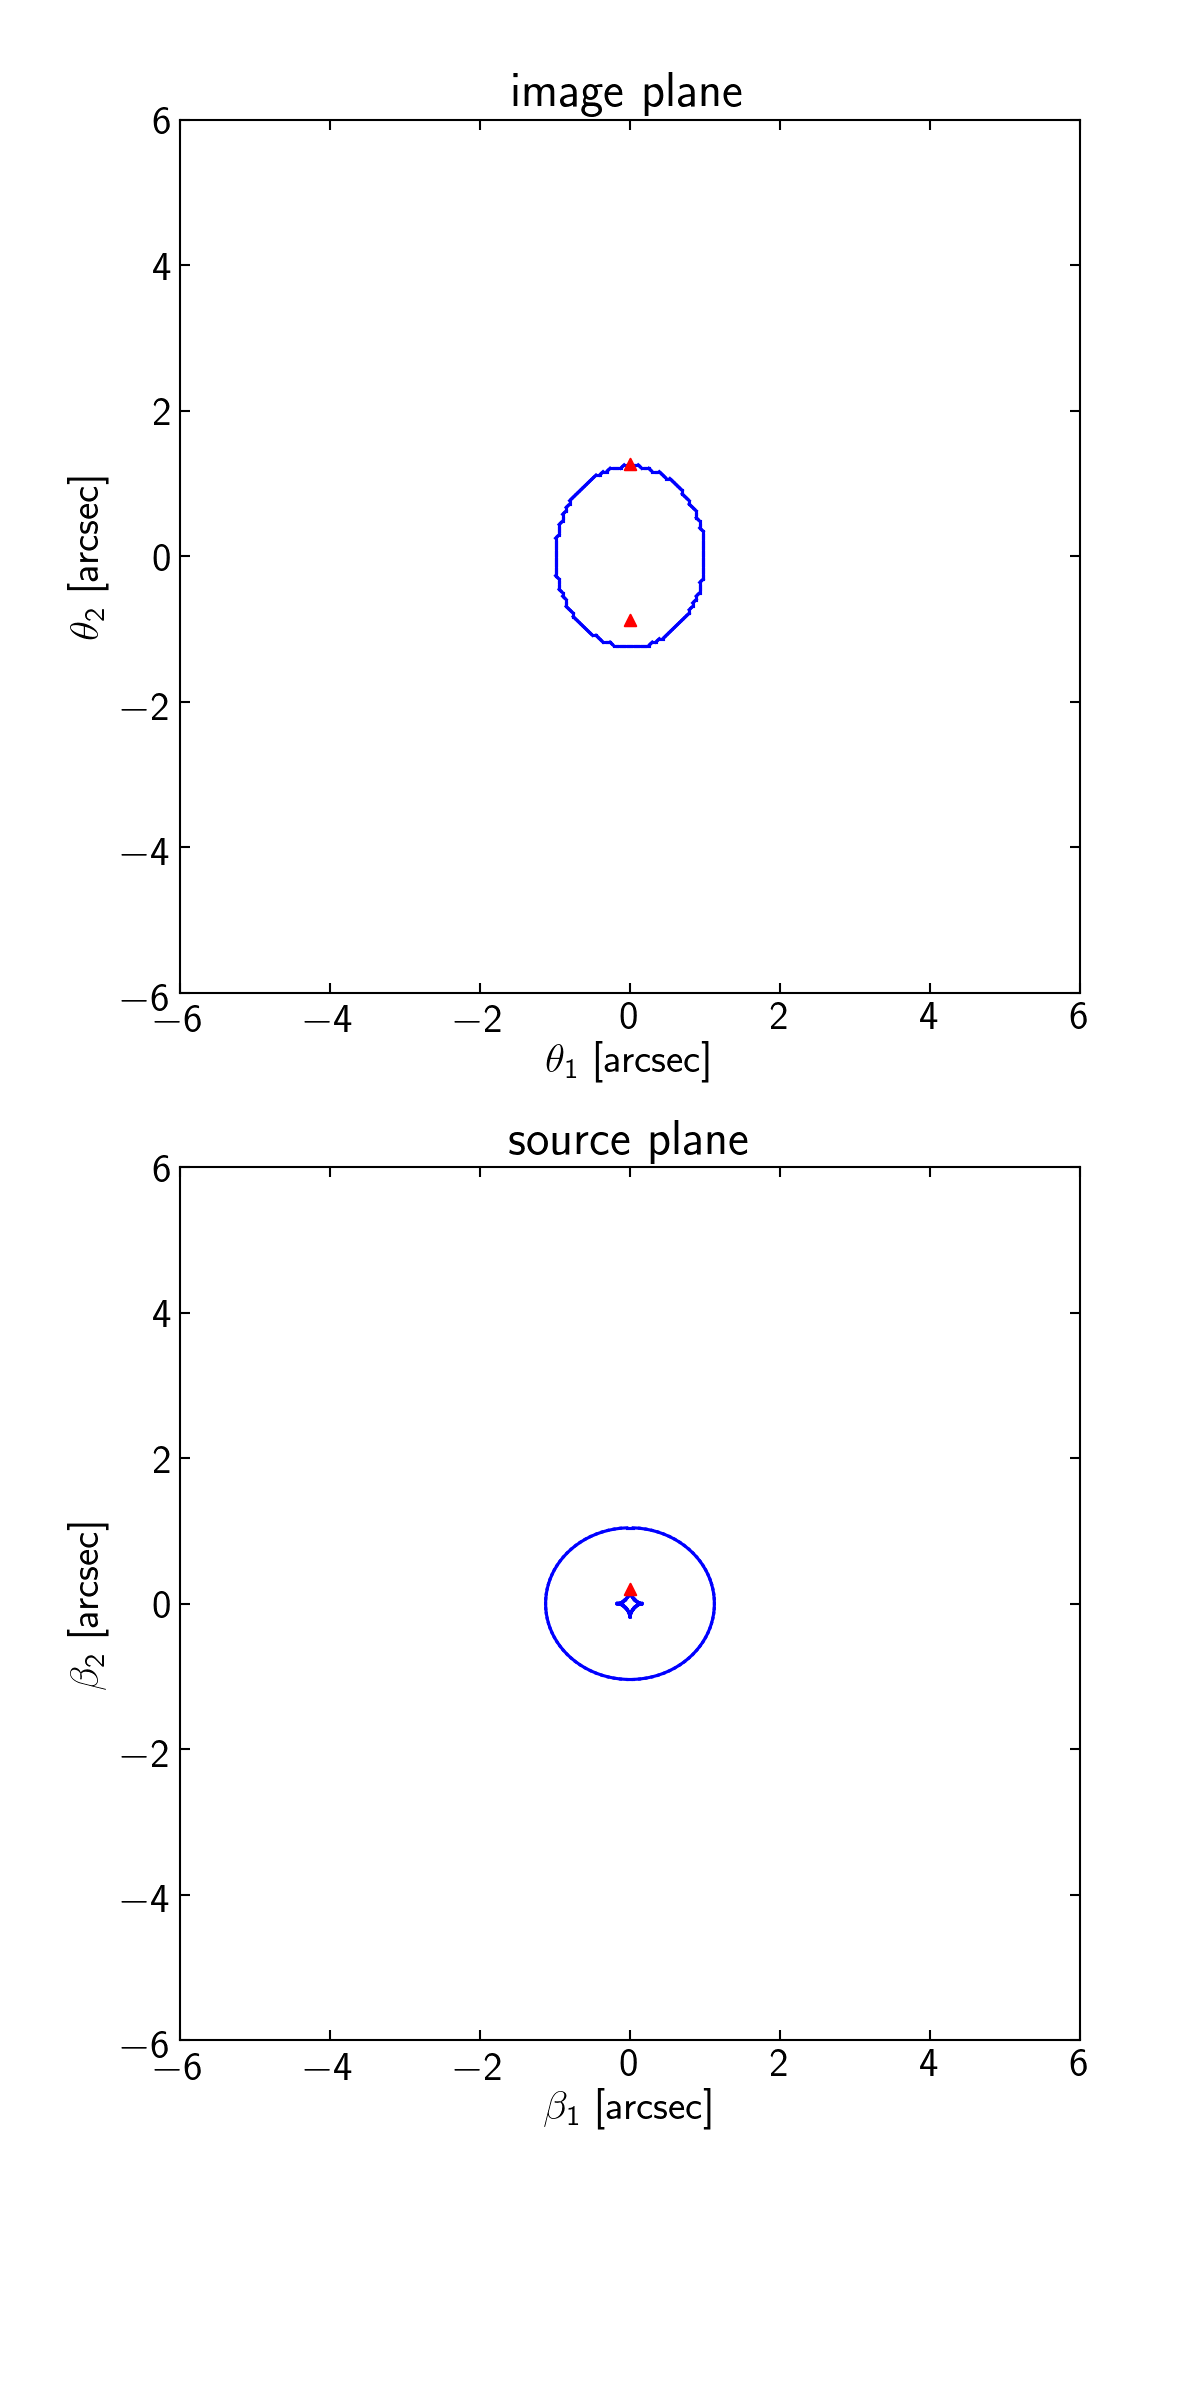 image plane
6
4
2
0
−2
−4
−6
θ₂ [arcsec]
−6 −4 −2 0 2 4 6
θ₁ [arcsec]
source plane
6
4
2
0
−2
−4
−6
β₂ [arcsec]
−6 −4 −2 0 2 4 6
β₁ [arcsec]